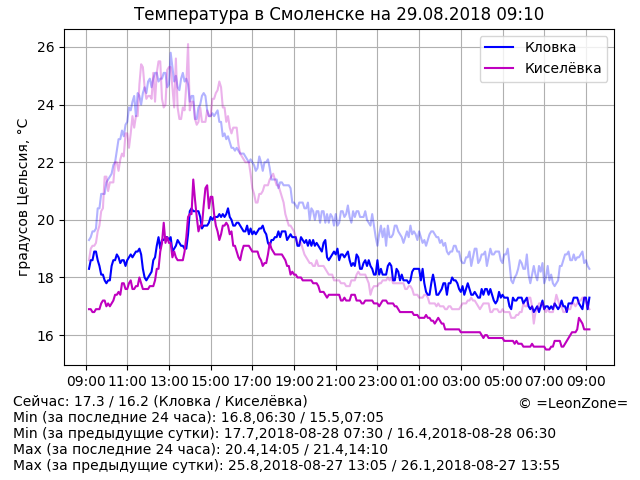 Температура в Смоленске на 29.08.2018 09:10
Кловка
Киселёвка
градусов Цельсия, °C
26
24
22
20
18
16
09:00 11:00 13:00 15:00 17:00 19:00 21:00 23:00 01:00 03:00 05:00 07:00 09:00
Сейчас: 17.3 / 16.2 (Кловка / Киселёвка)
© =LeonZone=
Min (за последние 24 часа): 16.8,06:30 / 15.5,07:05
Min (за предыдущие сутки): 17.7,2018-08-28 07:30 / 16.4,2018-08-28 06:30
Max (за последние 24 часа): 20.4,14:05 / 21.4,14:10
Max (за предыдущие сутки): 25.8,2018-08-27 13:05 / 26.1,2018-08-27 13:55